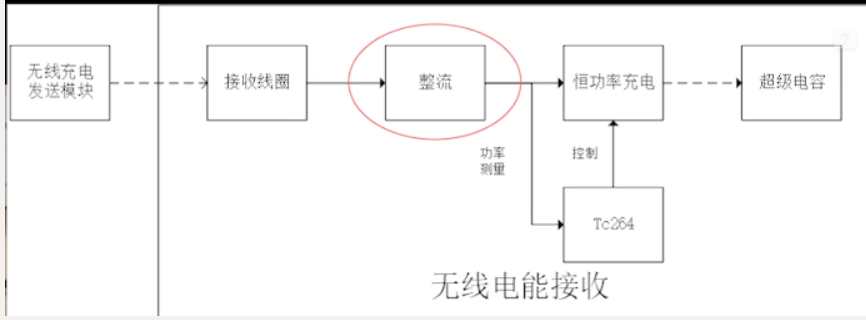 无线充电
发送模块
接收线圈
整流
恒功率充电
超级电容
功率
测量
控制
Tc264
无线电能接收